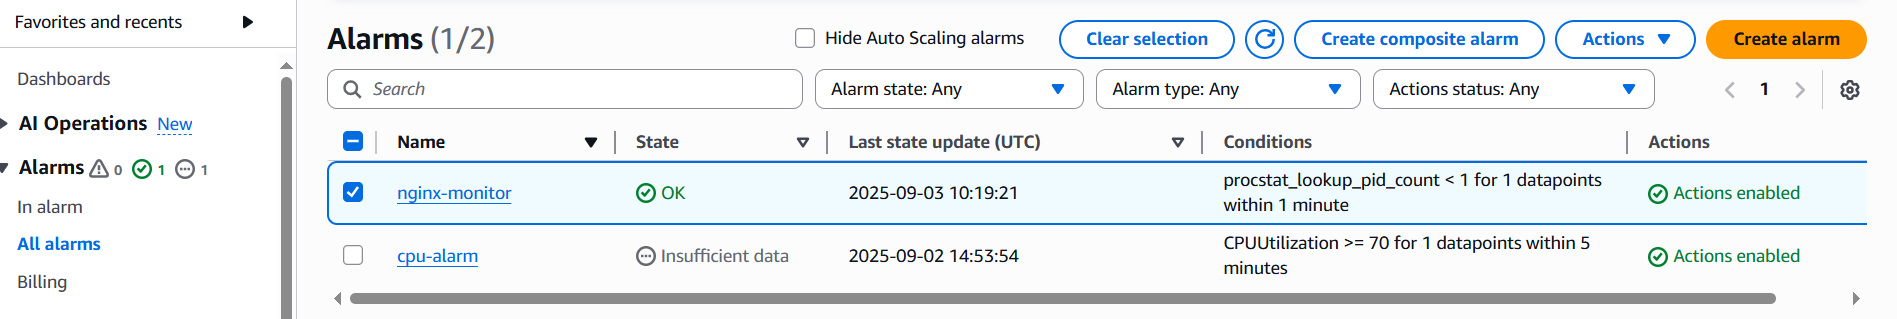 Favorites and recents
Dashboards
AI Operations New
Alarms 0 1 1
In alarm
All alarms
Billing
Alarms (1/2)
Hide Auto Scaling alarms
Clear selection
Create composite alarm
Actions
Create alarm
Search
Alarm state: Any
Alarm type: Any
Actions status: Any
1
Name State Last state update (UTC) Conditions Actions
nginx-monitor OK 2025-09-03 10:19:21 procstat_lookup_pid_count < 1 for 1 datapoints
within 1 minute
Actions enabled
cpu-alarm Insufficient data 2025-09-02 14:53:54 CPUUtilization >= 70 for 1 datapoints within 5
minutes
Actions enabled